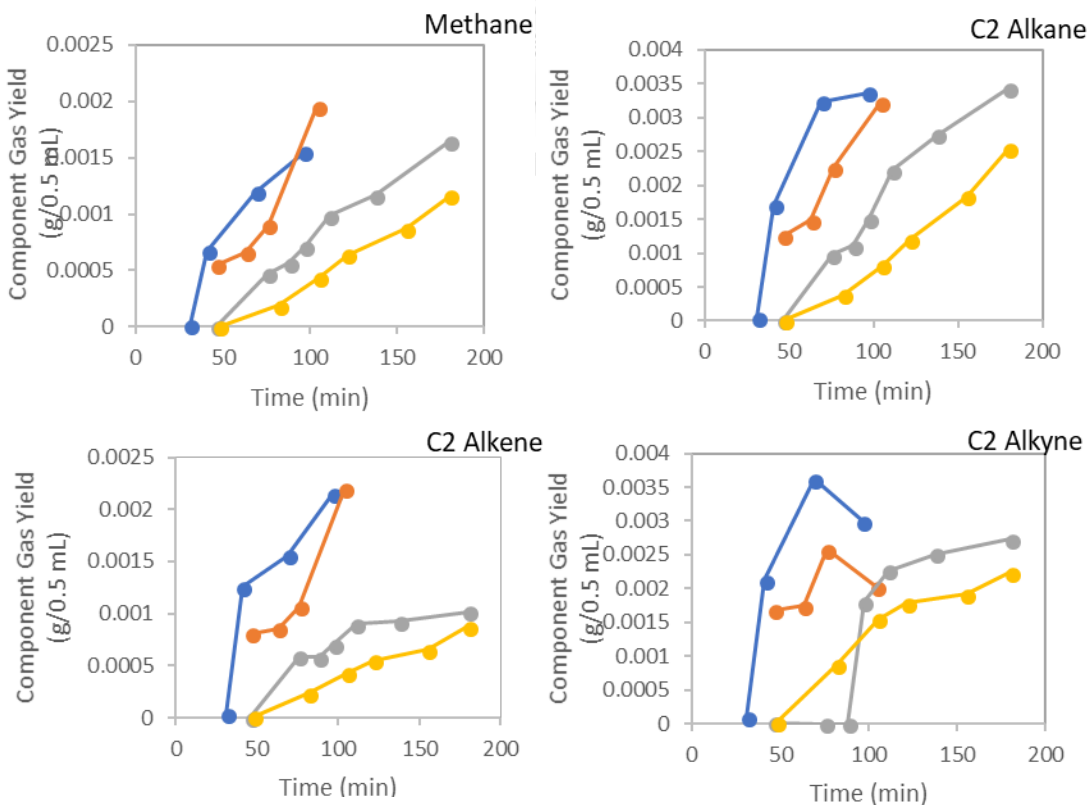 Methane
Component Gas Yield
(g/0.5 mL)
0.0025
0.002
0.0015
0.001
0.0005
0
0 50 100 150 200
Time (min)
C2 Alkane
Component Gas Yield
(g/0.5 mL)
0.004
0.0035
0.003
0.0025
0.002
0.0015
0.001
0.0005
0
0 50 100 150 200
Time (min)
C2 Alkene
Component Gas Yield
(g/0.5 mL)
0.0025
0.002
0.0015
0.001
0.0005
0
0 50 100 150 200
Time (min)
C2 Alkyne
Component Gas Yield
(g/0.5 mL)
0.004
0.0035
0.003
0.0025
0.002
0.0015
0.001
0.0005
0
0 50 100 150 200
Time (min)